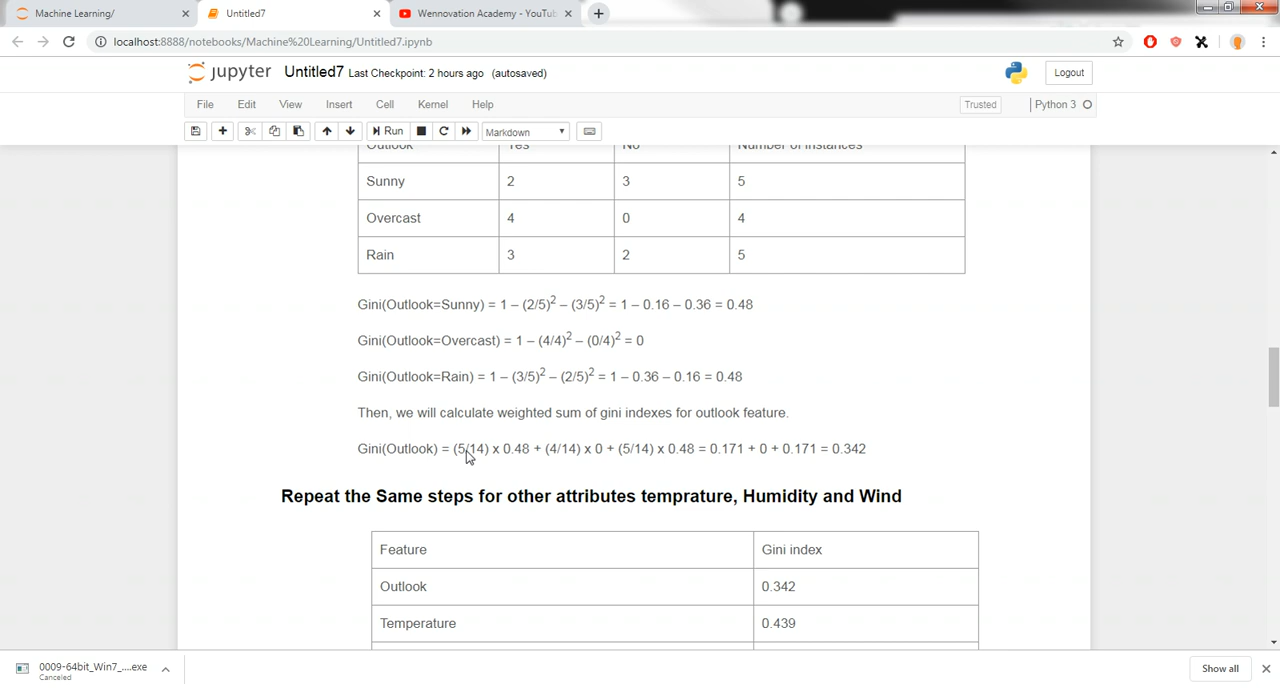 Machine Learning/ Untitled7 Wennovation Academy - YouTub
localhost:8888/notebooks/Machine%20Learning/Untitled7.ipynb
jupyter Untitled7 Last Checkpoint: 2 hours ago (autosaved) Logout
File Edit View Insert Cell Kernel Help Trusted Python 3
Run Markdown
Outlook Yes No Number of instances
Sunny 2 3 5
Overcast 4 0 4
Rain 3 2 5
Gini(Outlook=Sunny) = 1 – (2/5)² – (3/5)² = 1 – 0.16 – 0.36 = 0.48
Gini(Outlook=Overcast) = 1 – (4/4)² – (0/4)² = 0
Gini(Outlook=Rain) = 1 – (3/5)² – (2/5)² = 1 – 0.36 – 0.16 = 0.48
Then, we will calculate weighted sum of gini indexes for outlook feature.
Gini(Outlook) = (5/14) x 0.48 + (4/14) x 0 + (5/14) x 0.48 = 0.171 + 0 + 0.171 = 0.342
Repeat the Same steps for other attributes temprature, Humidity and Wind
Feature Gini index
Outlook 0.342
Temperature 0.439
0009-64bit_Win7_....exe Show all
Canceled